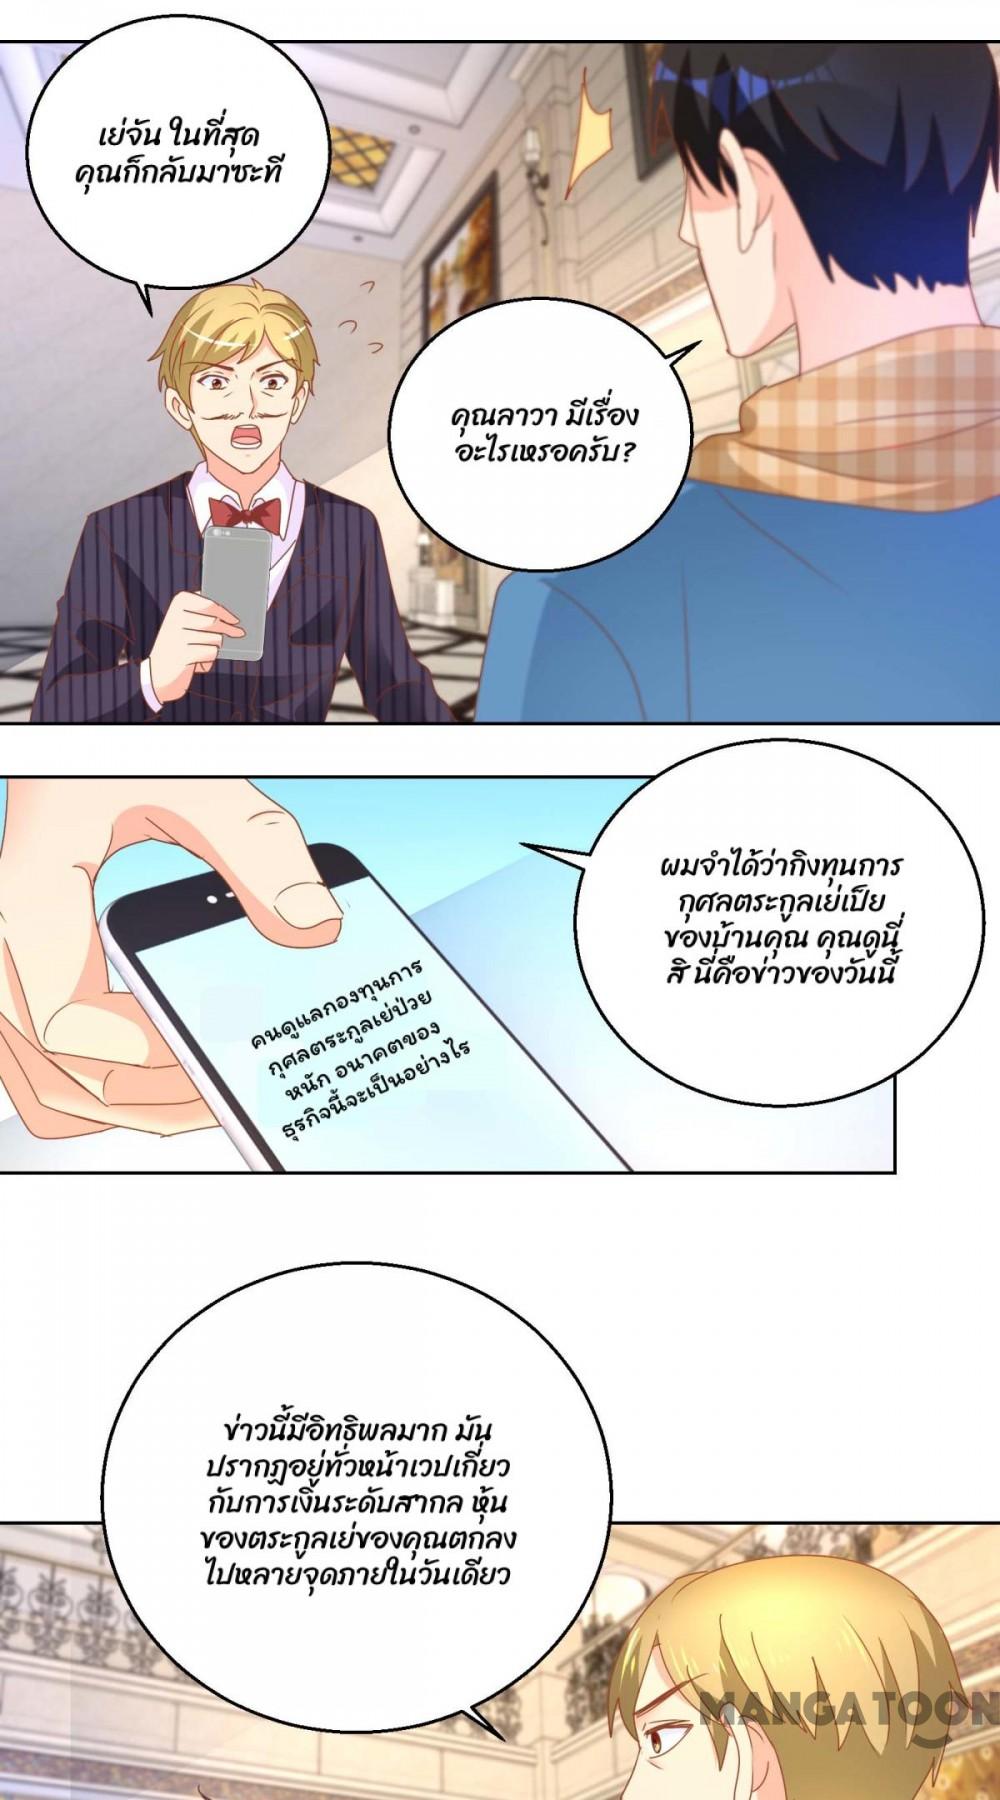 เย่จัน ในที่สุด
คุณก็กลับมาซะที
คุณลาวา มีเรื่อง
อะไรเหรอครับ?
ผมจำได้ว่ากิงทุนการ
กุศลตระกูลเย่เป็ย
ของบ้านคุณ คุณดูนี่
สิ นี่คือข่าวของวันนี้
คนดูแลกองทุนการ
กุศลตระกูลเย่ป่วย
หนัก อนาคตของ
ธุรกิจนี้จะเป็นอย่างไร
ข่าวนี้มีอิทธิพลมาก มัน
ปรากฏอยู่ทั่วหน้าเวปเกี่ยว
กับการเงินระดับสากล หุ้น
ของตระกูลเย่ของคุณตกลง
ไปหลายจุดภายในวันเดียว
MANGATOON